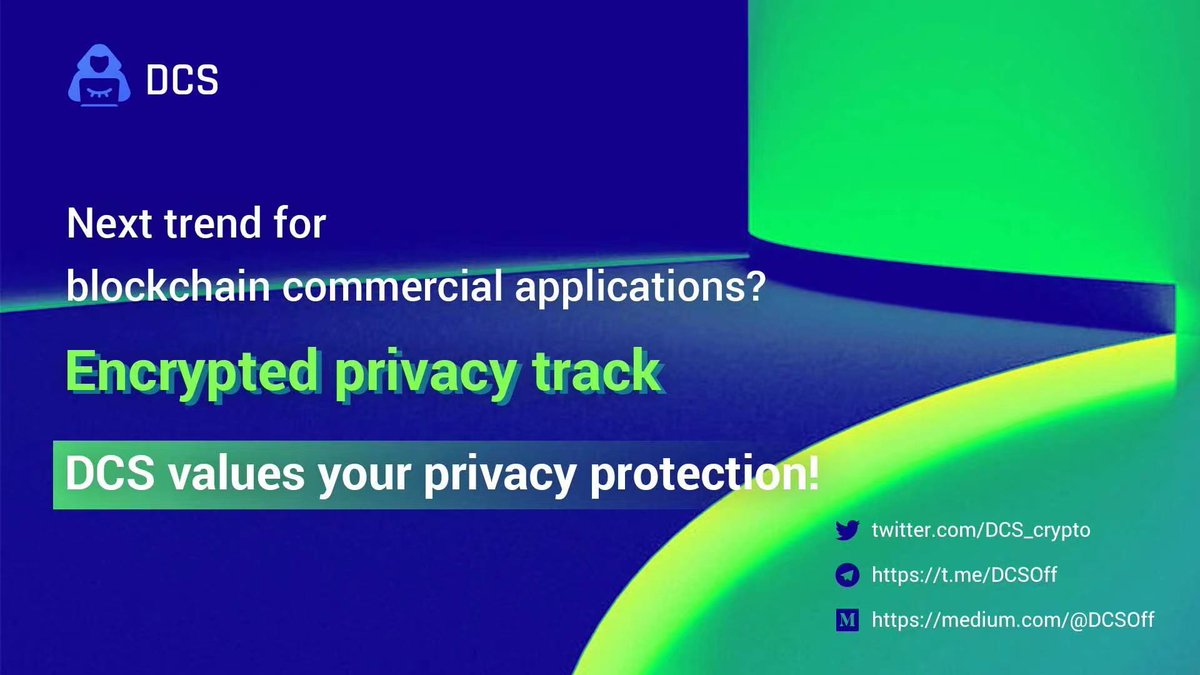 DCS
Next trend for
blockchain commercial applications?
Encrypted privacy track
DCS values your privacy protection!
twitter.com/DCS_crypto
https://t.me/DCSOff
https://medium.com/@DCSOff